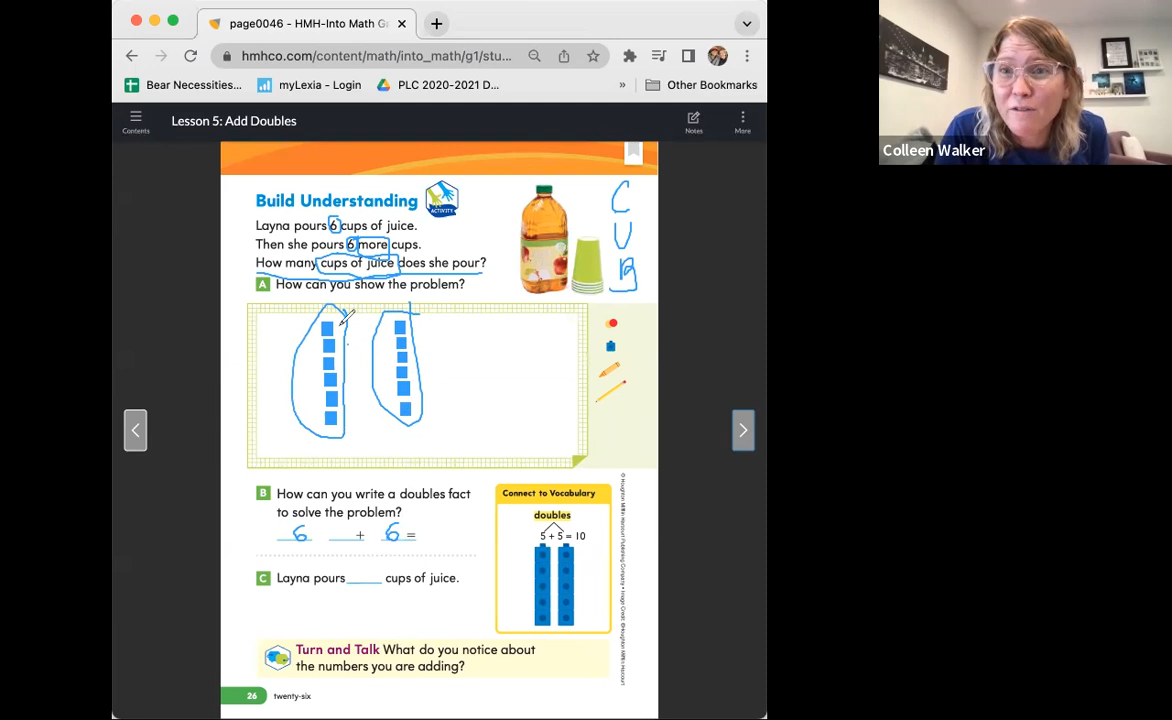 page0046 - HMH-Into Math G
hmhco.com/content/math/into_math/g1/stu...
Bear Necessities...
myLexia - Login
PLC 2020-2021 D...
»
Other Bookmarks
Contents
Lesson 5: Add Doubles
Notes
More
Colleen Walker
Build Understanding
ACTIVITY
Layna pours 6 cups of juice.
Then she pours 6 more cups.
How many cups of juice does she pour?
C
U
B
A How can you show the problem?
B How can you write a doubles fact
to solve the problem?
6 + 6 =
C Layna pours _____ cups of juice.
Connect to Vocabulary
doubles
5 + 5 = 10
Turn and Talk What do you notice about
the numbers you are adding?
26 twenty-six